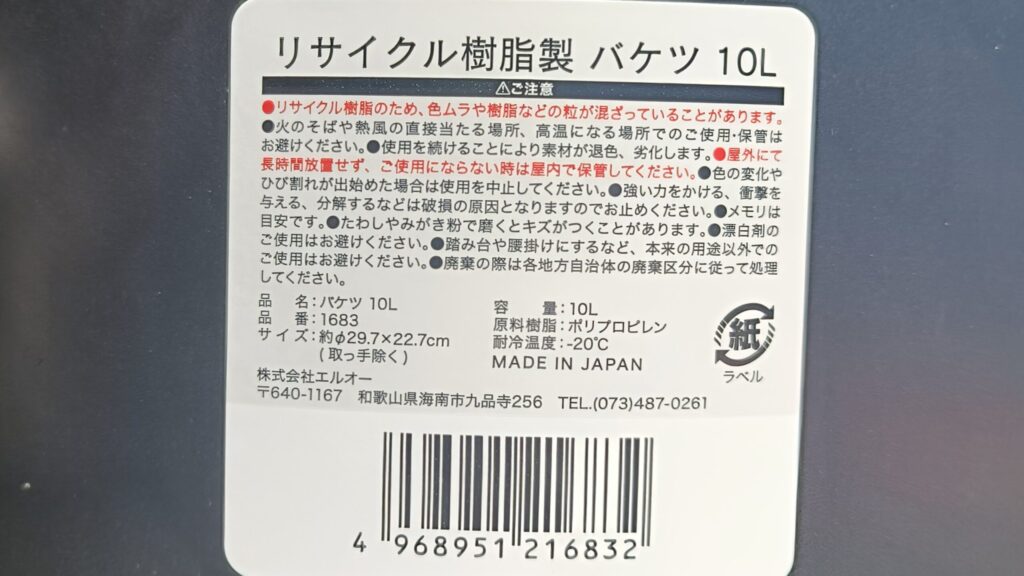 リサイクル樹脂製 バケツ 10L
⚠ご注意
●リサイクル樹脂のため、色ムラや樹脂などの粒が混ざっていることがあります。
●火のそばや熱風の直接当たる場所、高温になる場所でのご使用・保管は
お避けください。●使用を続けることにより素材が退色、劣化します。●屋外にて
長時間放置せず、ご使用にならない時は屋内で保管してください。●色の変化や
ひび割れが出始めた場合は使用を中止してください。●強い力をかける、衝撃を
与える、分解するなどは破損の原因となりますのでお止めください。●メモリは
目安です。●たわしやみがき粉で磨くとキズがつくことがあります。●漂白剤の
ご使用はお避けください。●踏み台や腰掛けにするなど、本来の用途以外での
ご使用はお避けください。●廃棄の際は各地方自治体の廃棄区分に従って処理
してください。
品 名：バケツ 10L
品 番：1683
サイズ：約φ29.7×22.7cm
(取っ手除く)
容 量：10L
原料樹脂：ポリプロピレン
耐冷温度：-20℃
MADE IN JAPAN
紙
ラベル
株式会社エルオー
〒640-1167 和歌山県海南市九品寺256 TEL.(073)487-0261
4 968951 216832